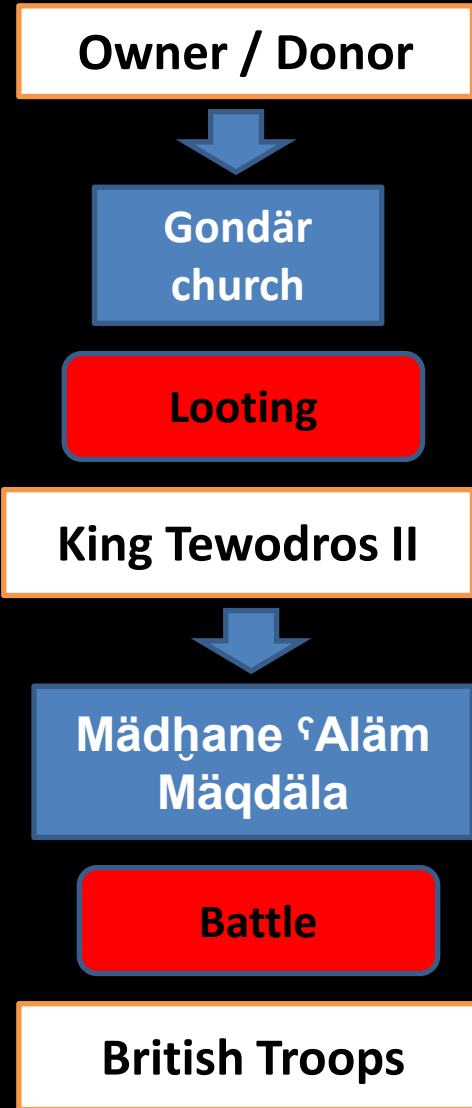 Owner / Donor
Gondär
church
Looting
King Tewodros II
Mädḫane ʿAläm
Mäqdäla
Battle
British Troops